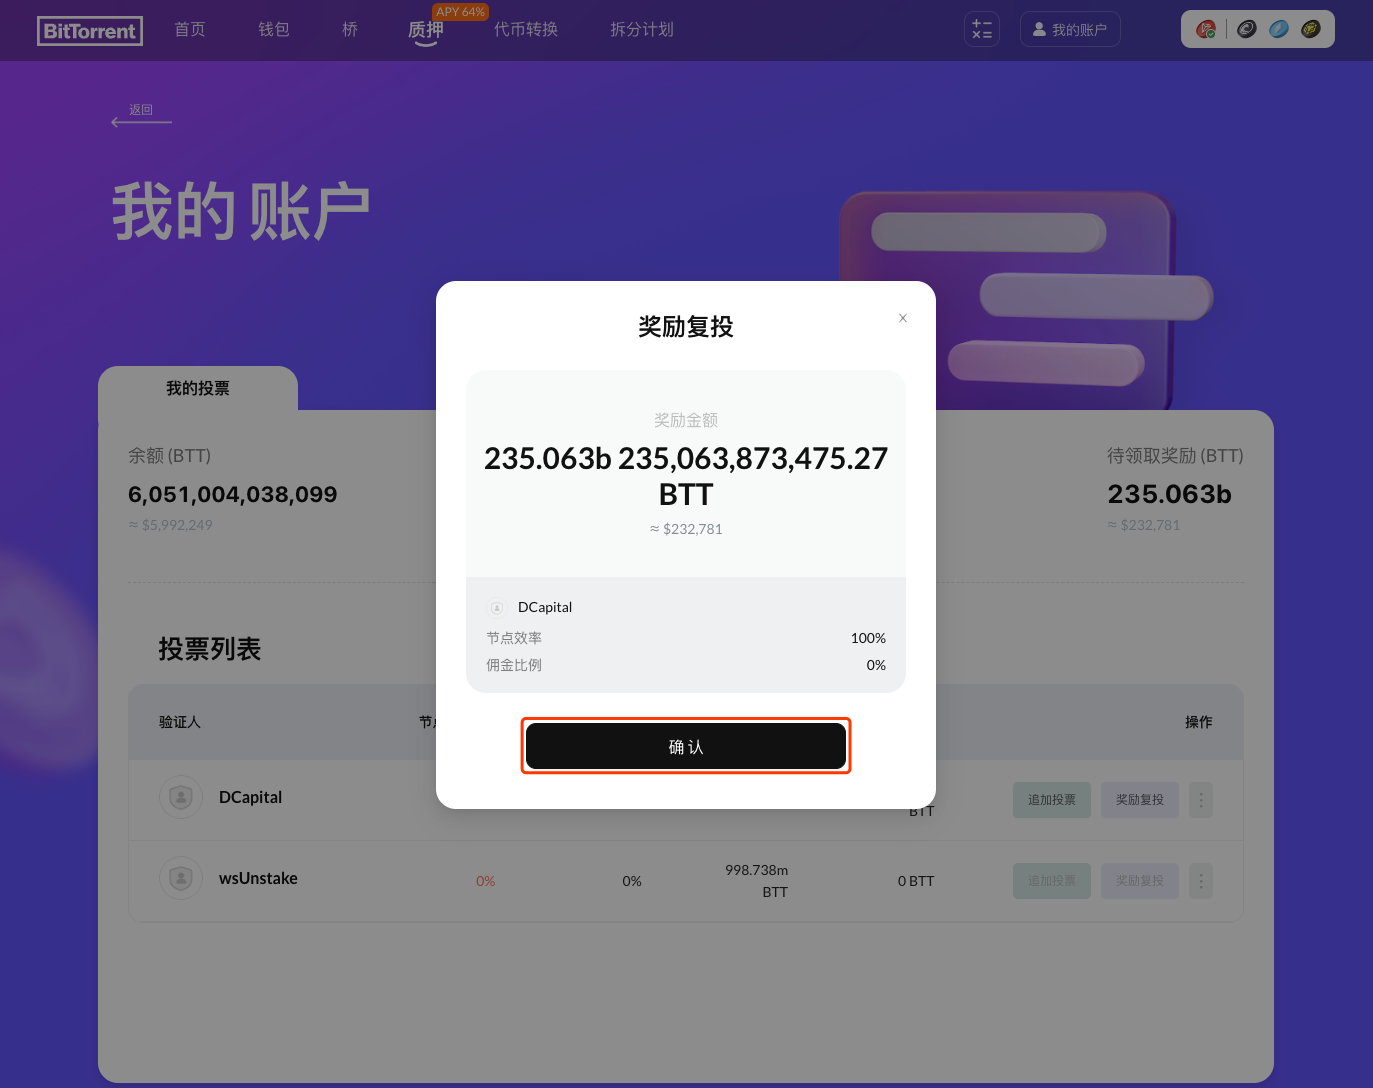 BitTorrent
首页
钱包
桥
质押
APY 64%
代币转换
拆分计划
我的账户
返回
我的 账户
我的投票
余额 (BTT)
6,051,004,038,099
≈ $5,992,249
待领取奖励 (BTT)
235.063b
≈ $232,781
奖励复投
奖励金额
235.063b 235,063,873,475.27
BTT
≈ $232,781
DCapital
节点效率 100%
佣金比例 0%
确 认
投票列表
验证人
节点
操作
DCapital
BTT
追加投票
奖励复投
wsUnstake
0%
0%
998.738m
BTT
0 BTT
追加投票
奖励复投